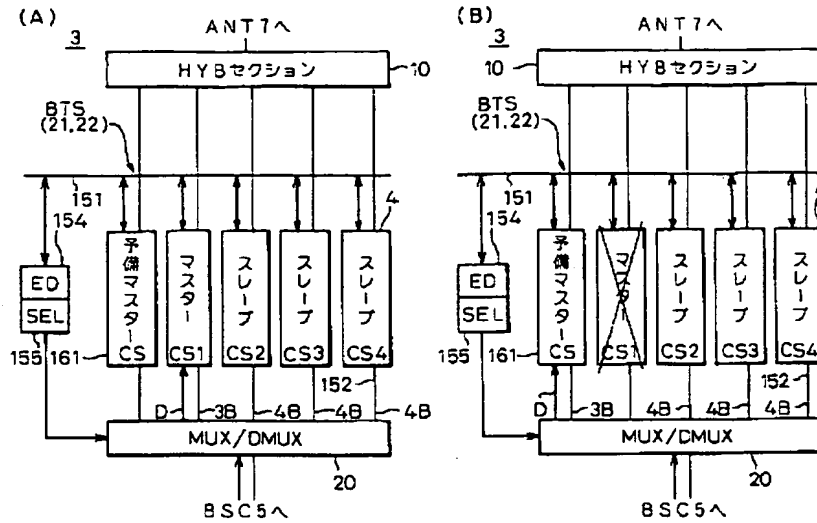 (A)
3
ANT7へ
HYBセクション
10
BTS
(21,22)
151
154
4
ED
SEL
155
161
予備マスター
CS
マスター
CS1
スレーブ
CS2
スレーブ
CS3
スレーブ
CS4
152
D
3B
4B
4B
4B
MUX/DMUX
20
BSC5へ
(B)
3
ANT7へ
10
HYBセクション
BTS
(21,22)
151
154
ED
SEL
155
161
予備マスター
CS
マスター
CS1
スレーブ
CS2
スレーブ
CS3
スレーブ
CS4
152
D
3B
4B
4B
4B
MUX/DMUX
20
BSC5へ